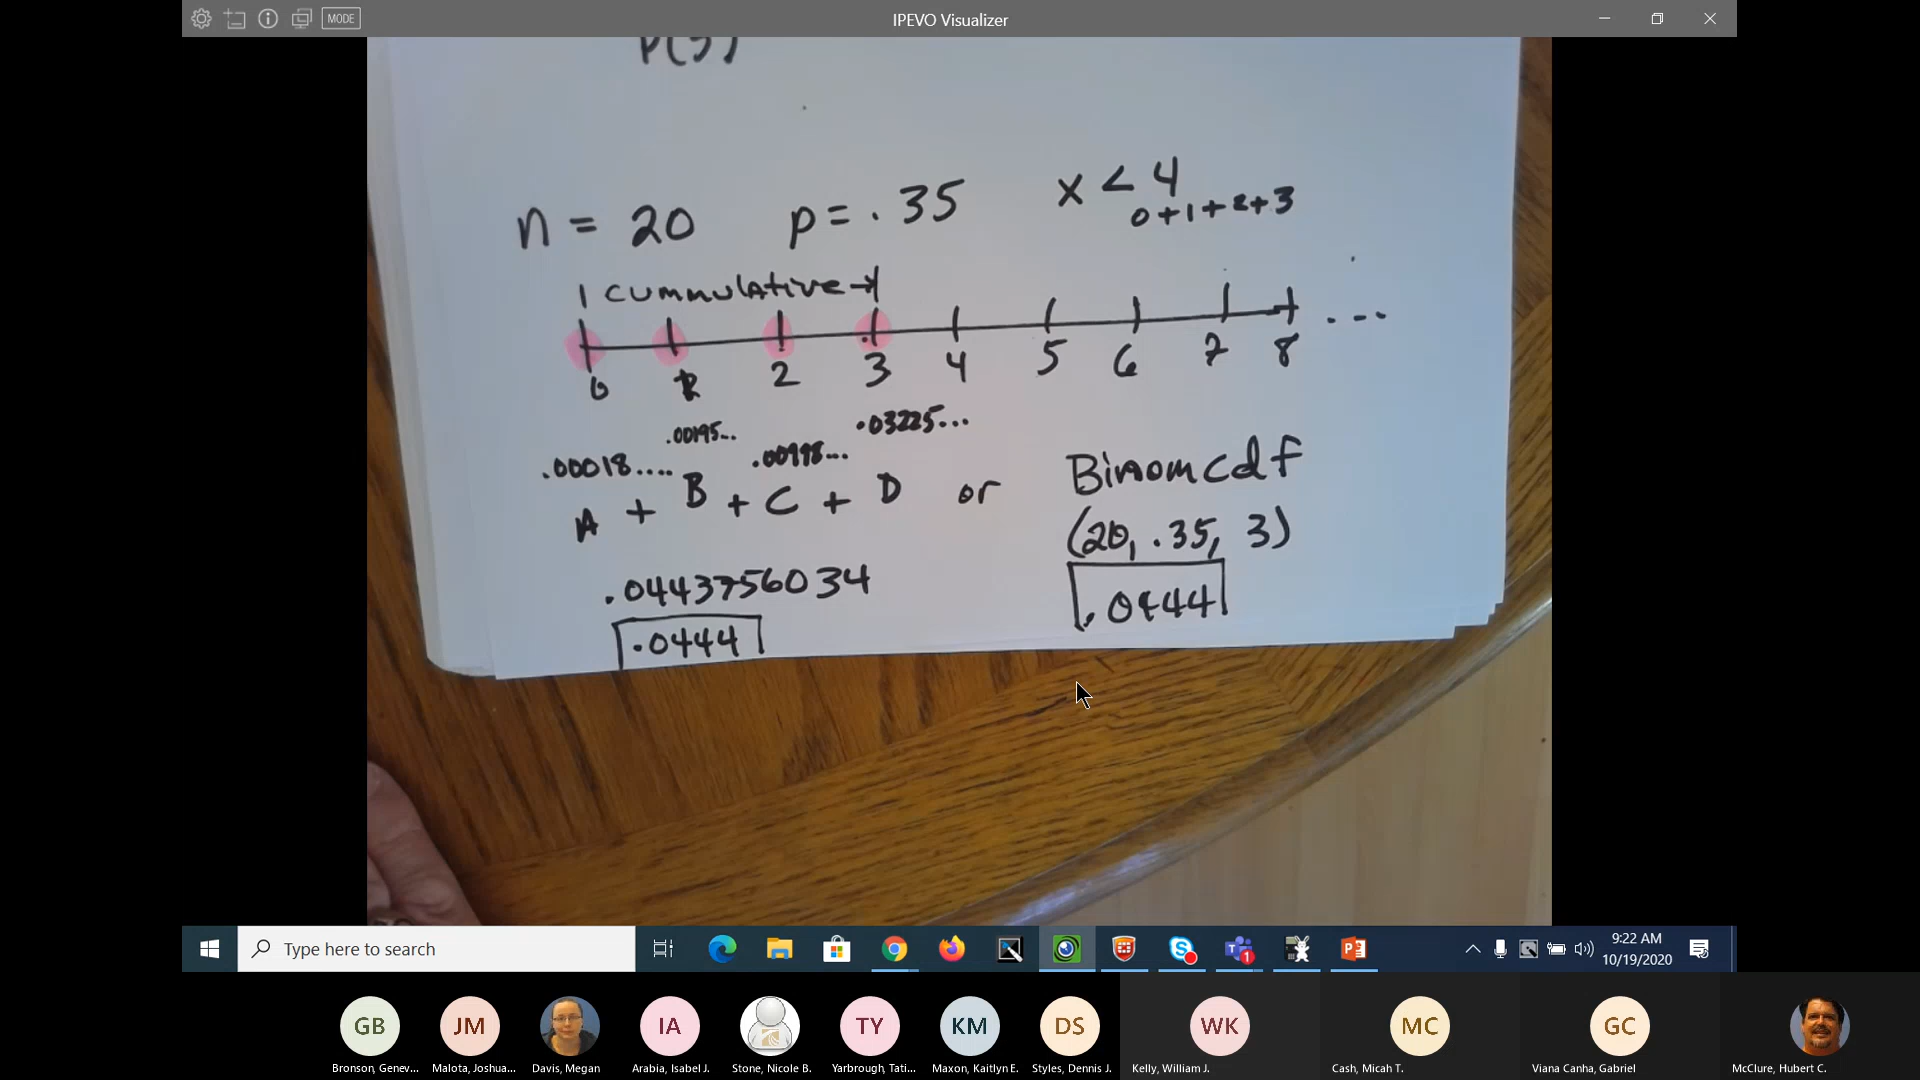 IPEVO Visualizer
MODE
P(3)
n = 20 p = .35 x < 4
0+1+2+3
cummulative
0 1 2 3 4 5 6 7 8 ...
.00018.... .00195... .00998... .03225...
A + B + C + D or Binomcdf
(20, .35, 3)
.0443756034
.0444
.0444
Type here to search
1
9:22 AM
10/19/2020
GB JM IA TY KM DS WK MC GC
Bronson, Genev... Malota, Joshua... Davis, Megan Arabia, Isabel J. Stone, Nicole B. Yarbrough, Tati... Maxon, Kaitlyn E. Styles, Dennis J. Kelly, William J. Cash, Micah T. Viana Canha, Gabriel McClure, Hubert C.